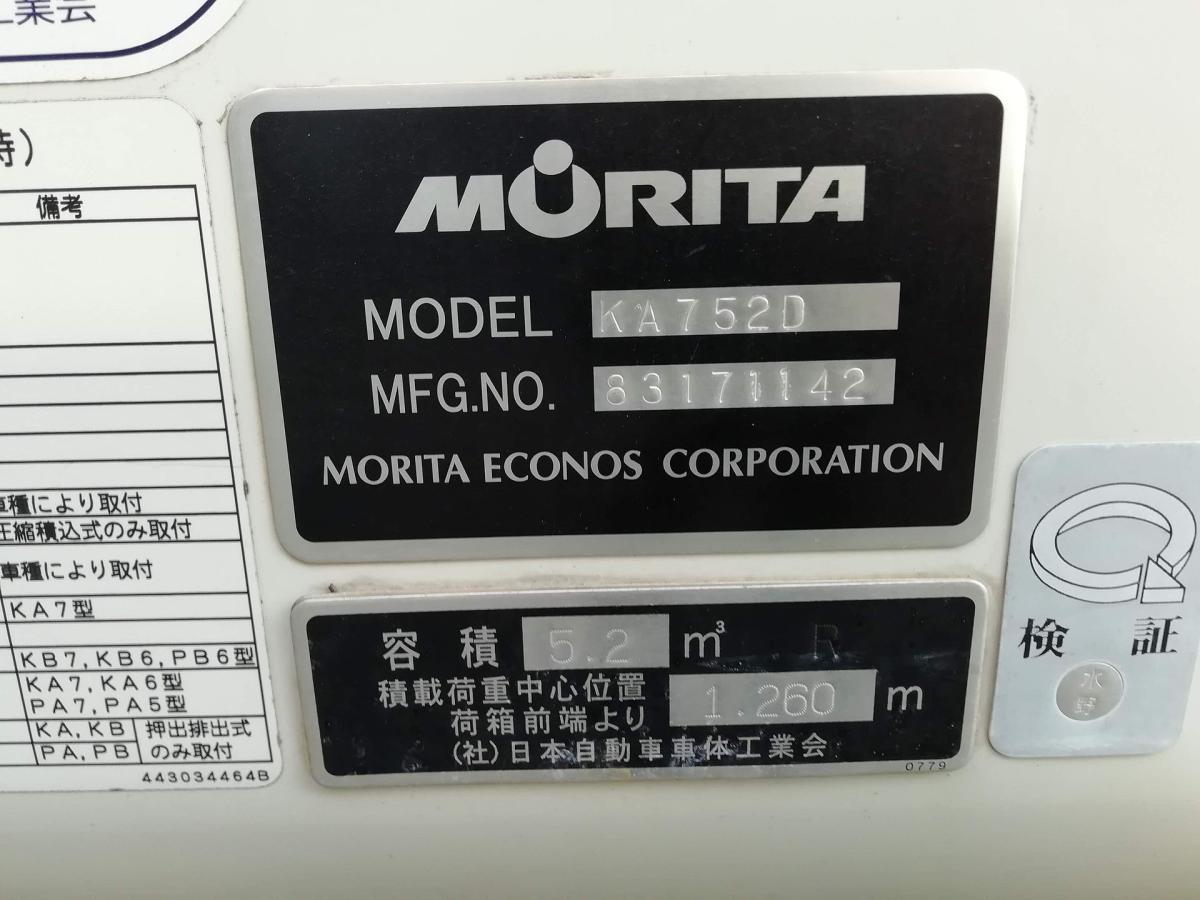 工業会
時)
備考
車種により取付
圧縮積込式のみ取付
車種により取付
KA7型
KB7,KB6,PB6型
KA7,KA6型
PA7,PA5型
KA,KB 押出排出式
PA,PB のみ取付
443034464B
MORITA
MODEL KA752D
MFG.NO. 83171142
MORITA ECONOS CORPORATION
容積 5.2 m³ R
積載荷重中心位置
荷箱前端より 1.260 m
(社)日本自動車車体工業会
0779
検 証
水野